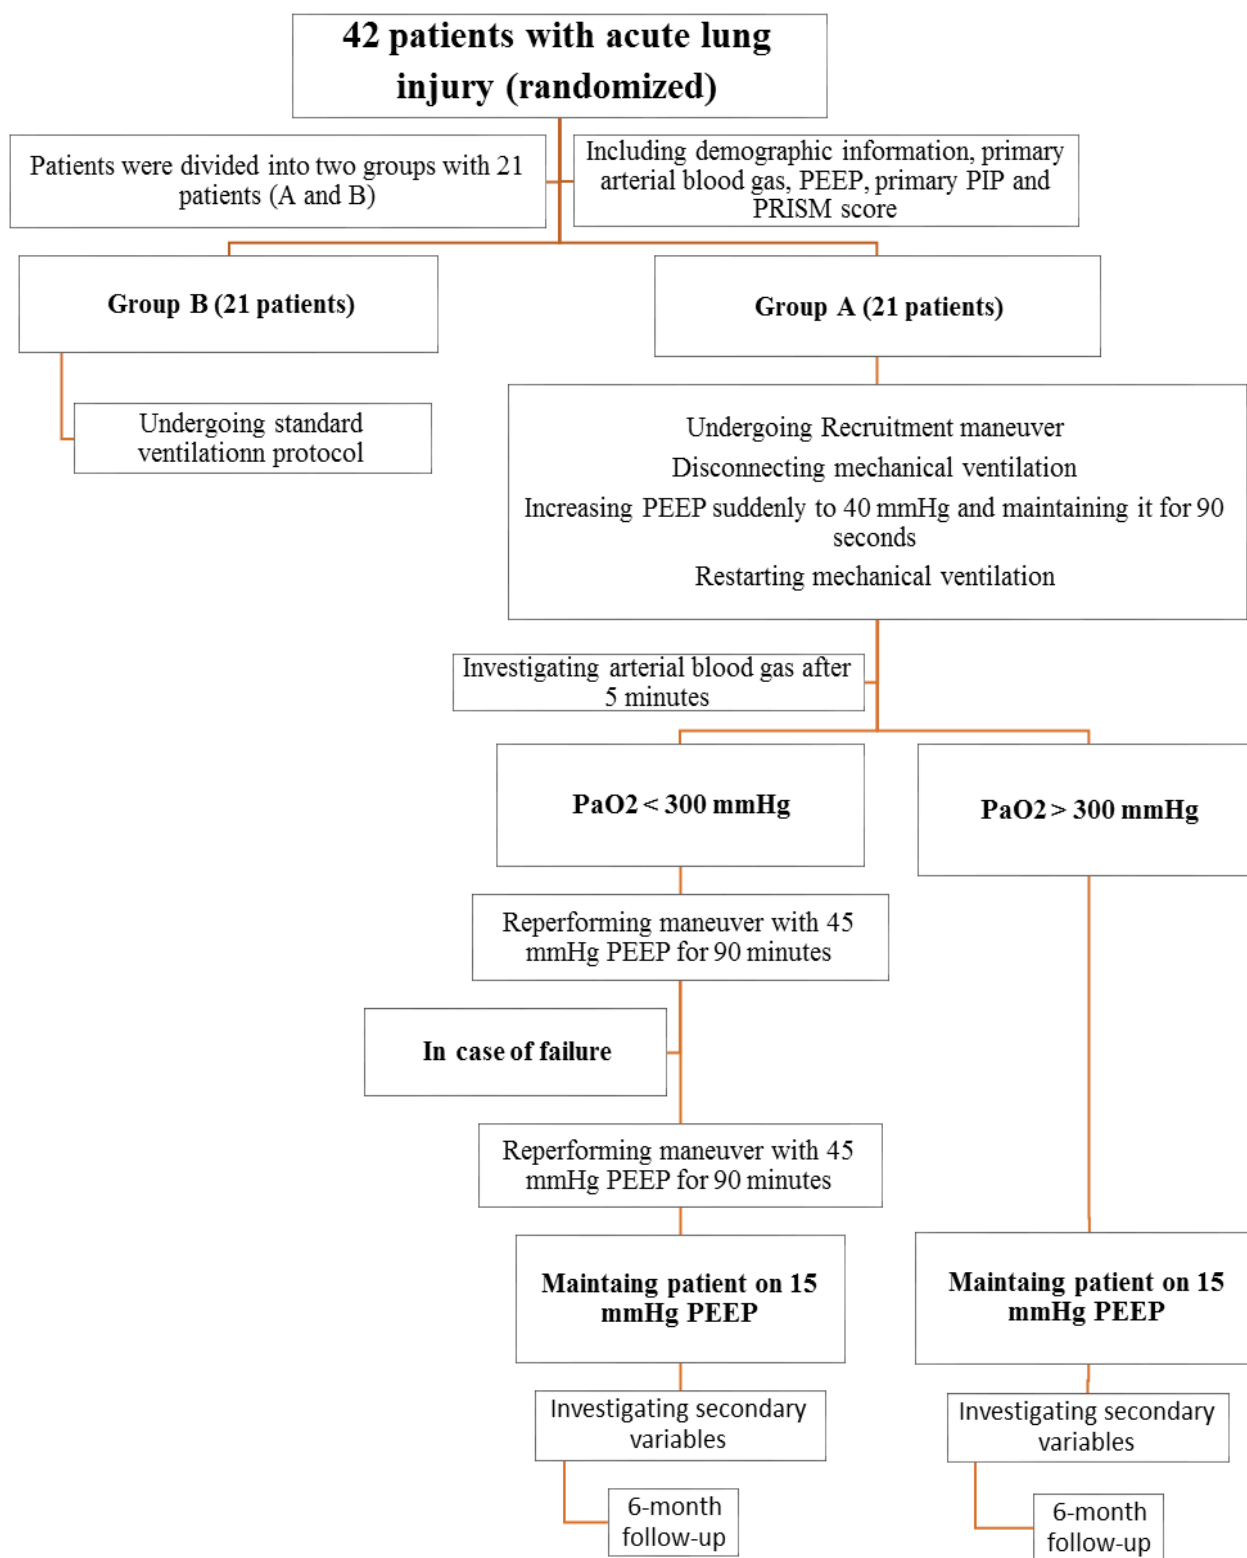 42 patients with acute lung
injury (randomized)
Patients were divided into two groups with 21
patients (A and B)
Including demographic information, primary
arterial blood gas, PEEP, primary PIP and
PRISM score
Group B (21 patients)
Group A (21 patients)
Undergoing standard
ventilationn protocol
Undergoing Recruitment maneuver
Disconnecting mechanical ventilation
Increasing PEEP suddenly to 40 mmHg and maintaining it for 90
seconds
Restarting mechanical ventilation
Investigating arterial blood gas after
5 minutes
PaO2 < 300 mmHg
PaO2 > 300 mmHg
Reperforming maneuver with 45
mmHg PEEP for 90 minutes
In case of failure
Reperforming maneuver with 45
mmHg PEEP for 90 minutes
Maintaing patient on 15
mmHg PEEP
Maintaing patient on 15
mmHg PEEP
Investigating secondary
variables
Investigating secondary
variables
6-month
follow-up
6-month
follow-up